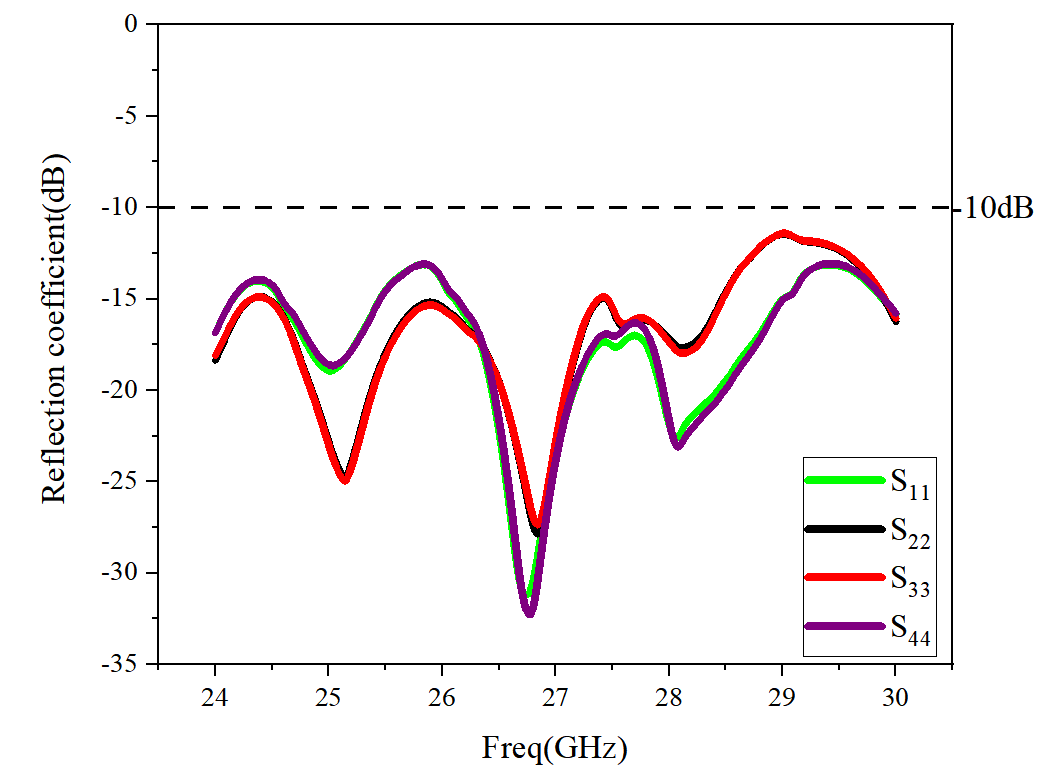 0
-5
-10
-15
-20
-25
-30
-35
Reflection coefficient(dB)
-10dB
S11
S22
S33
S44
24 25 26 27 28 29 30
Freq(GHz)